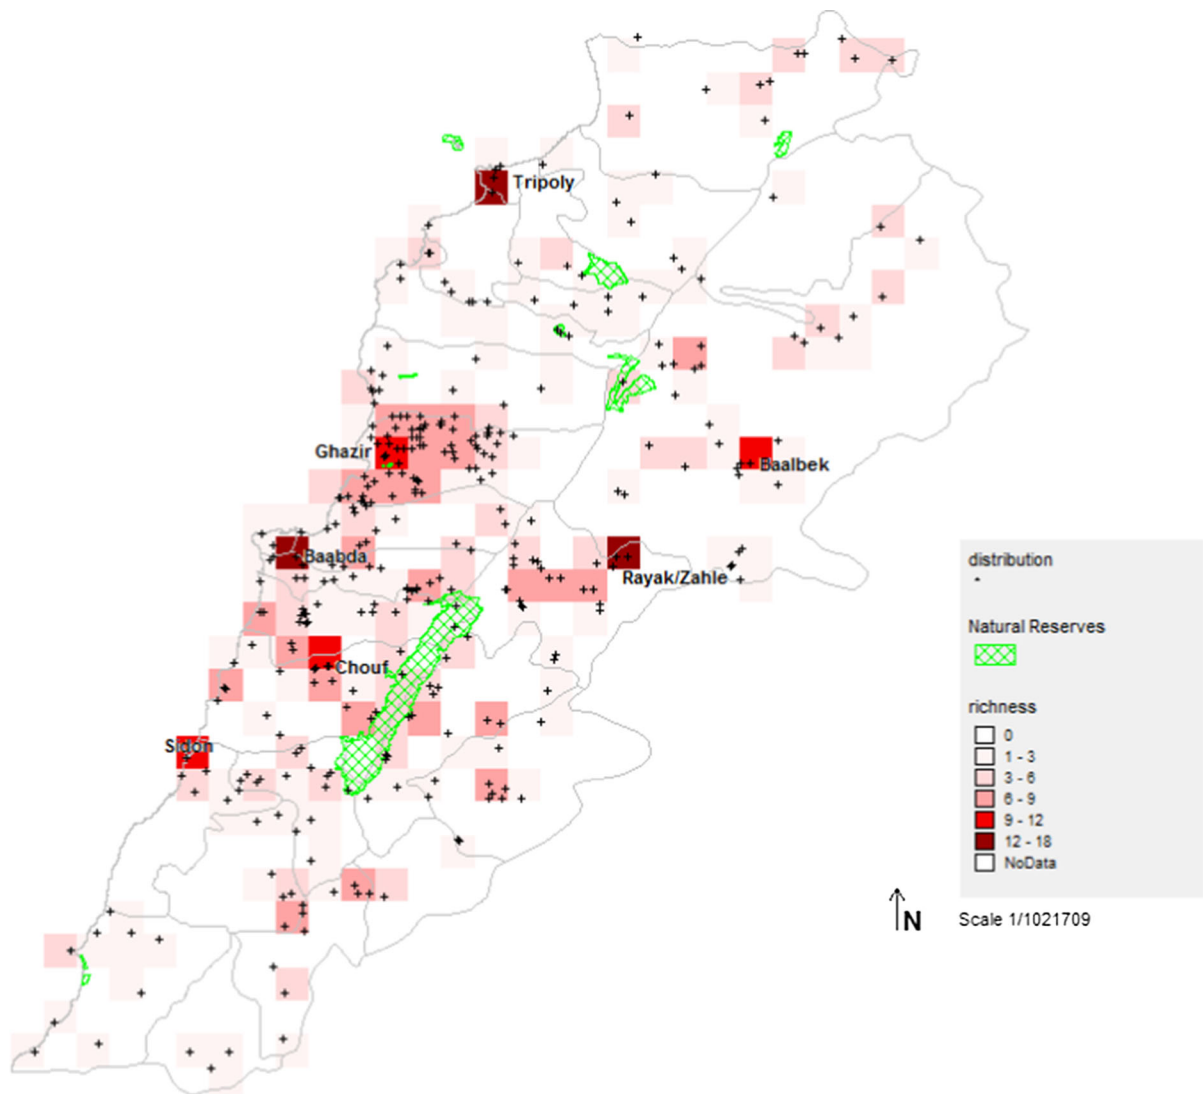 Tripoly
Ghazir
Baalbek
Baabda
Rayak/Zahle
Chouf
Sidon
distribution
Natural Reserves
richness
0
1 - 3
3 - 6
6 - 9
9 - 12
12 - 18
NoData
N
Scale 1/1021709